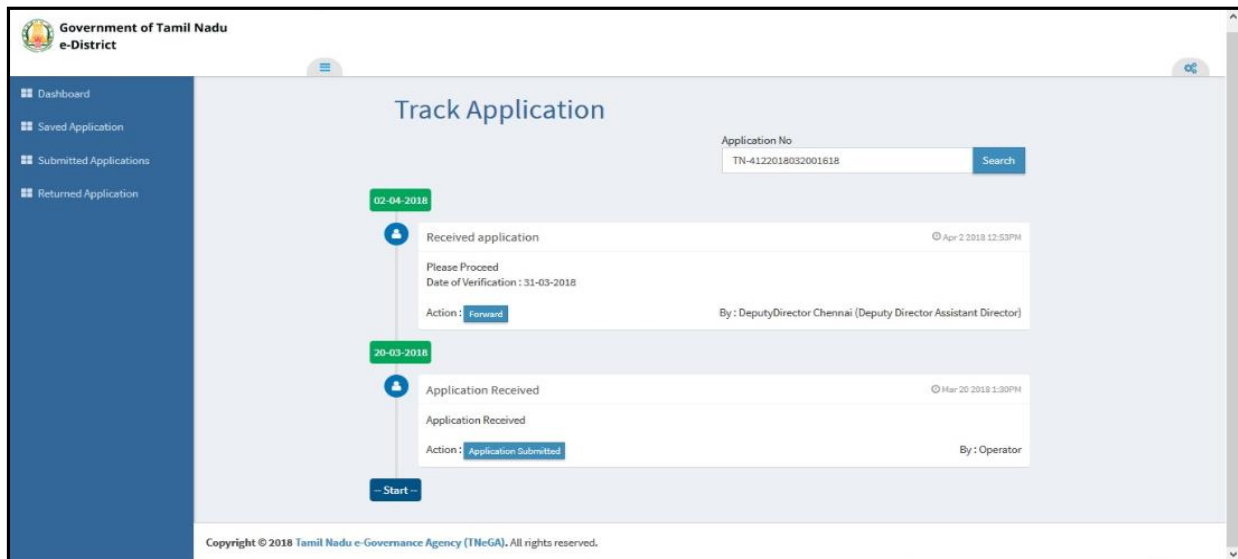 Government of Tamil Nadu
e-District
Dashboard
Saved Application
Submitted Applications
Returned Application
Track Application
Application No
TN-4122018032001618
Search
02-04-2018
Received application
Apr 2 2018 12:53PM
Please Proceed
Date of Verification : 31-03-2018
Action : Forward
By : DeputyDirector Chennai (Deputy Director Assistant Director)
20-03-2018
Application Received
Mar 20 2018 1:30PM
Application Received
Action : Application Submitted
By : Operator
-- Start --
Copyright © 2018 Tamil Nadu e-Governance Agency (TNeGA). All rights reserved.